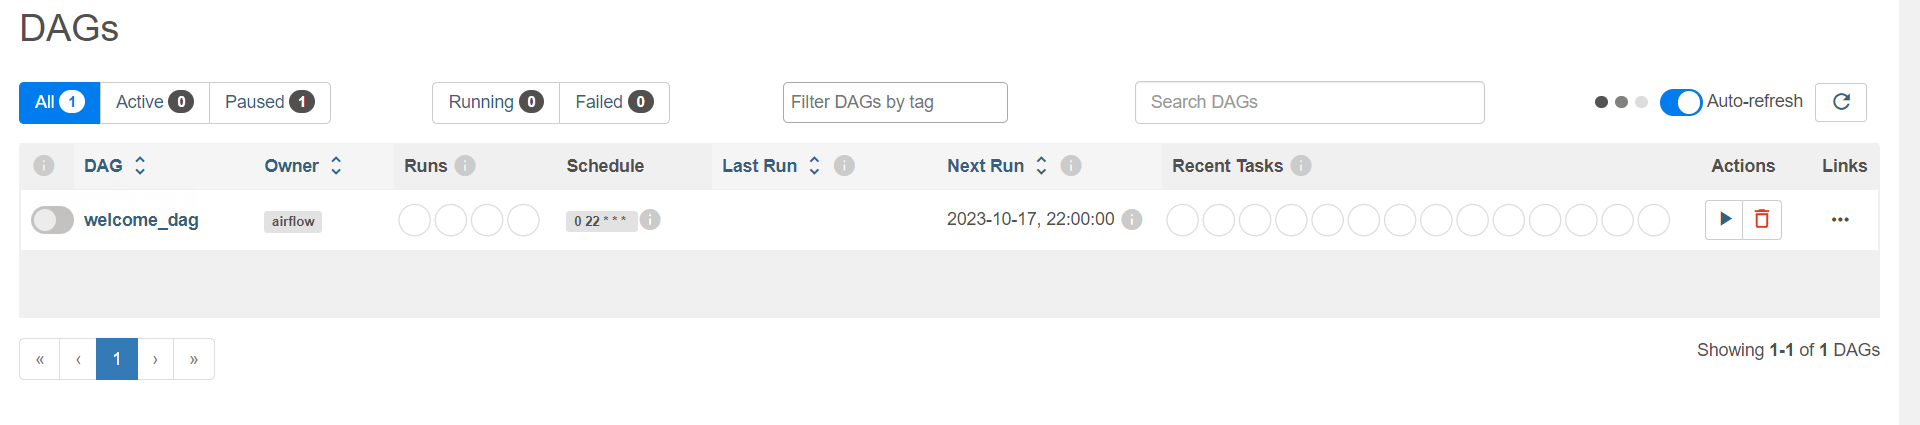 DAGs
All 1 Active 0 Paused 1 Running 0 Failed 0 Filter DAGs by tag Search DAGs Auto-refresh
i DAG Owner Runs i Schedule Last Run i Next Run i Recent Tasks i Actions Links
welcome_dag airflow 0 22 * * * i 2023-10-17, 22:00:00 i ...
« ‹ 1 › » Showing 1-1 of 1 DAGs